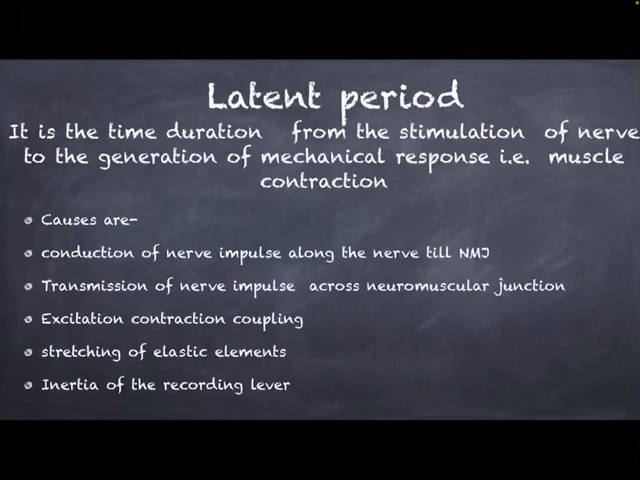 Latent period
It is the time duration from the stimulation of nerve
to the generation of mechanical response i.e. muscle
contraction
Causes are-
conduction of nerve impulse along the nerve till NMJ
Transmission of nerve impulse across neuromuscular junction
Excitation contraction coupling
stretching of elastic elements
Inertia of the recording lever